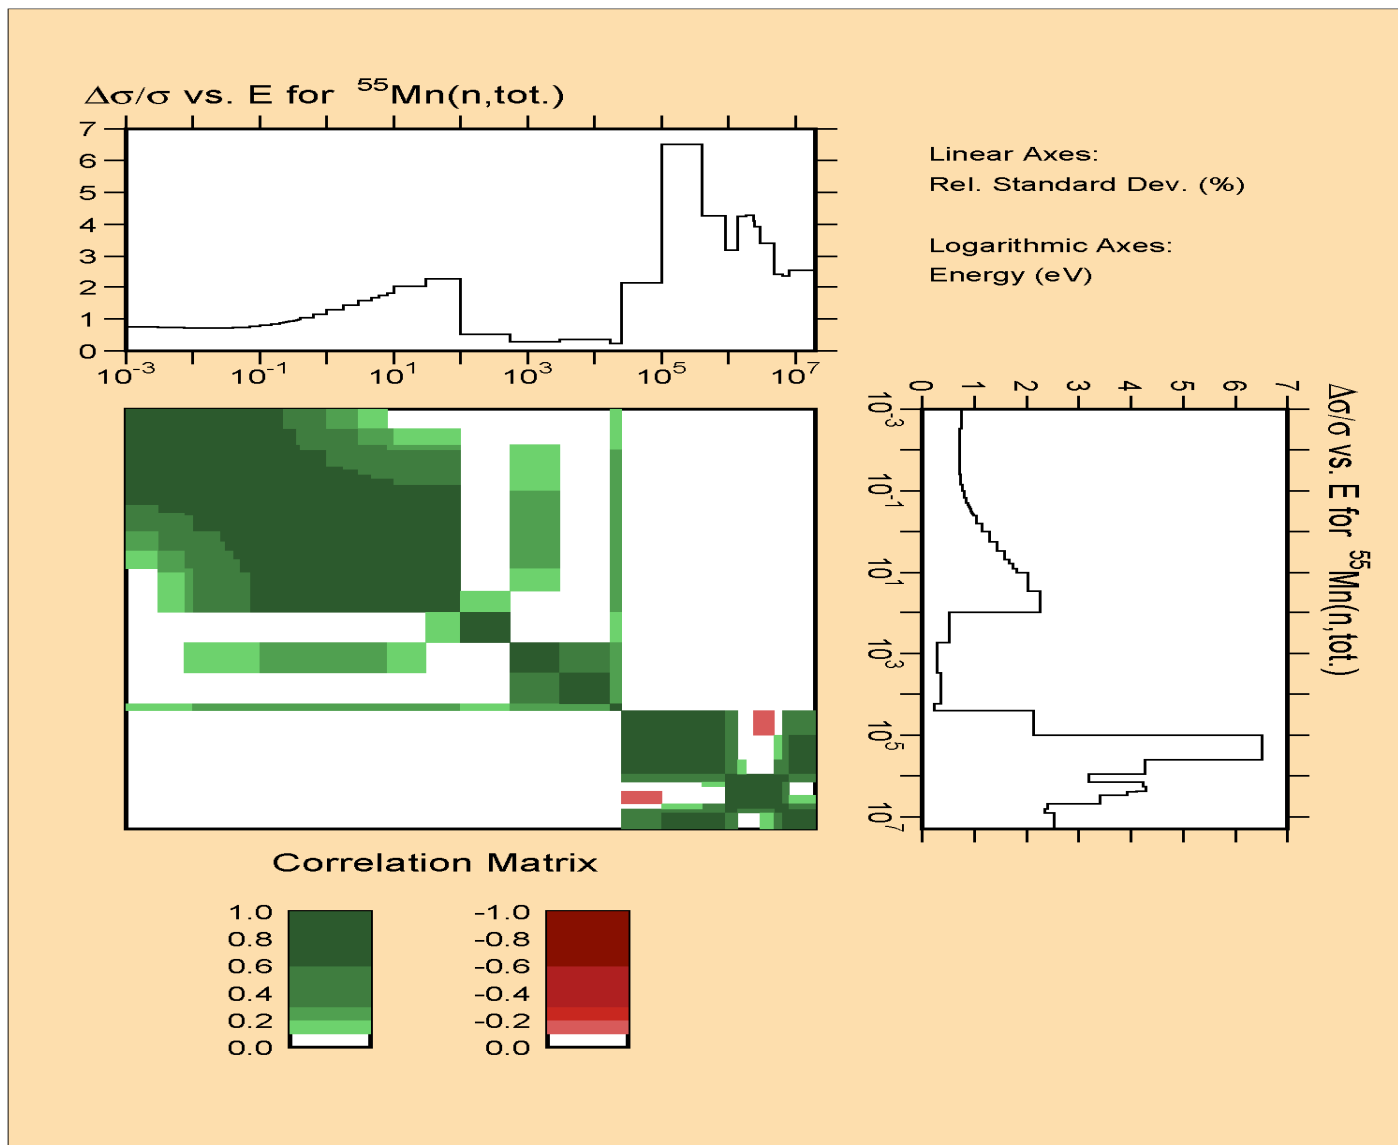 Δσ/σ vs. E for ⁵⁵Mn(n,tot.)
7
6
5
4
3
2
1
0
10⁻³ 10⁻¹ 10¹ 10³ 10⁵ 10⁷
Linear Axes:
Rel. Standard Dev. (%)
Logarithmic Axes:
Energy (eV)
0 1 2 3 4 5 6 7
10⁻³
10⁻¹
10¹
10³
10⁵
10⁷
Δσ/σ vs. E for ⁵⁵Mn(n,tot.)
Correlation Matrix
1.0
0.8
0.6
0.4
0.2
0.0
-1.0
-0.8
-0.6
-0.4
-0.2
0.0